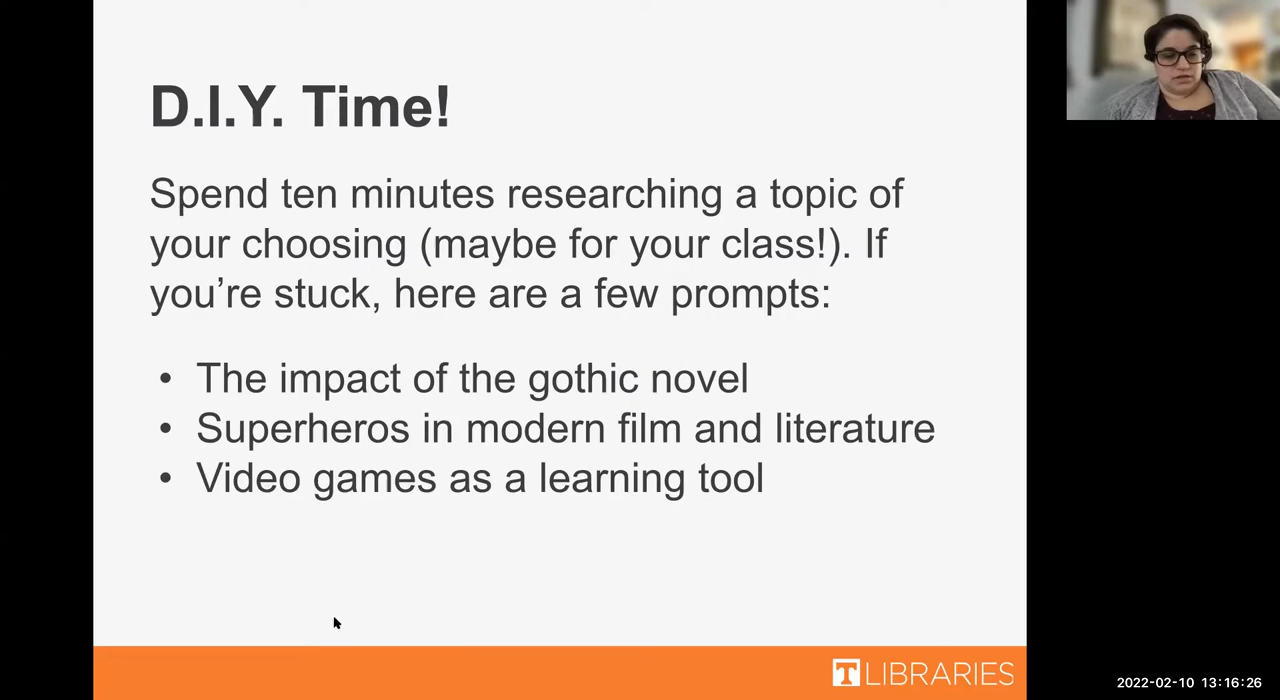 D.I.Y. Time!
Spend ten minutes researching a topic of
your choosing (maybe for your class!). If
you’re stuck, here are a few prompts:
• The impact of the gothic novel
• Superheros in modern film and literature
• Video games as a learning tool
T LIBRARIES
2022-02-10 13:16:26